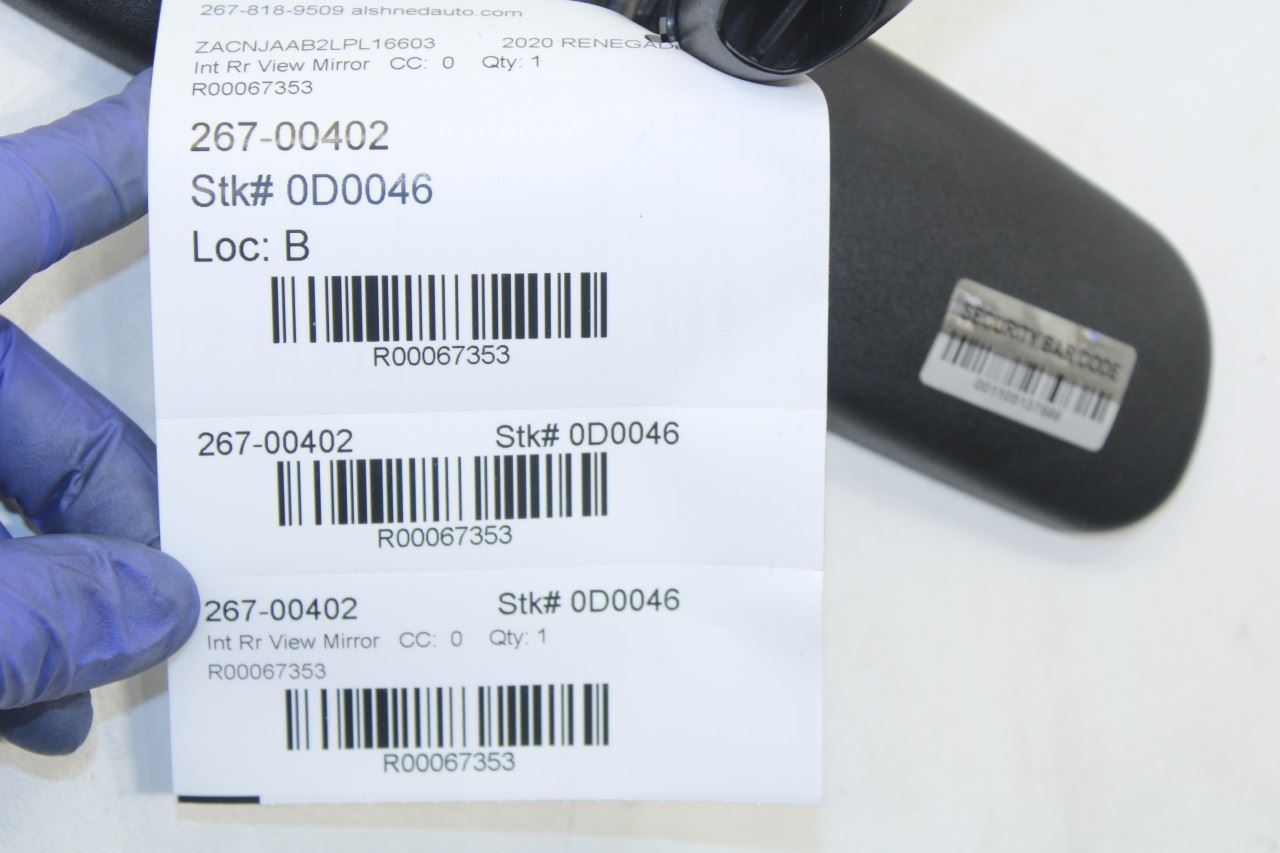 267-818-9509 alshnedauto.com
ZACNJAAB2LPL16603 2020
Int Rr View Mirror CC: 0 Qty: 1
R00067353
267-00402
Stk# 0D0046
Loc: B
R00067353
267-00402 Stk# 0D0046
R00067353
267-00402 Stk# 0D0046
Int Rr View Mirror CC: 0 Qty: 1
R00067353
R00067353
SECURITY BAR CODE